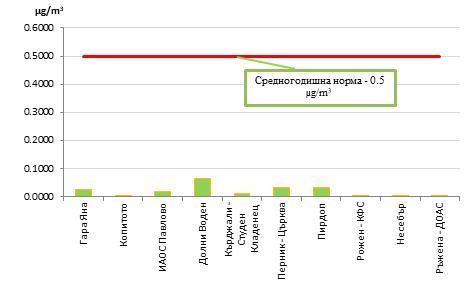 µg/m³
0.6000
0.5000
0.4000
0.3000
0.2000
0.1000
0.0000
Средногодишна норма - 0.5
µg/m³
Гара Яна
Копитото
ИАОС Павлово
Долни Воден
Кърджали -
Студен
Кладенец
Перник - Църква
Пирдоп
Рожен - КФС
Несебър
Ръжена - ДОАС